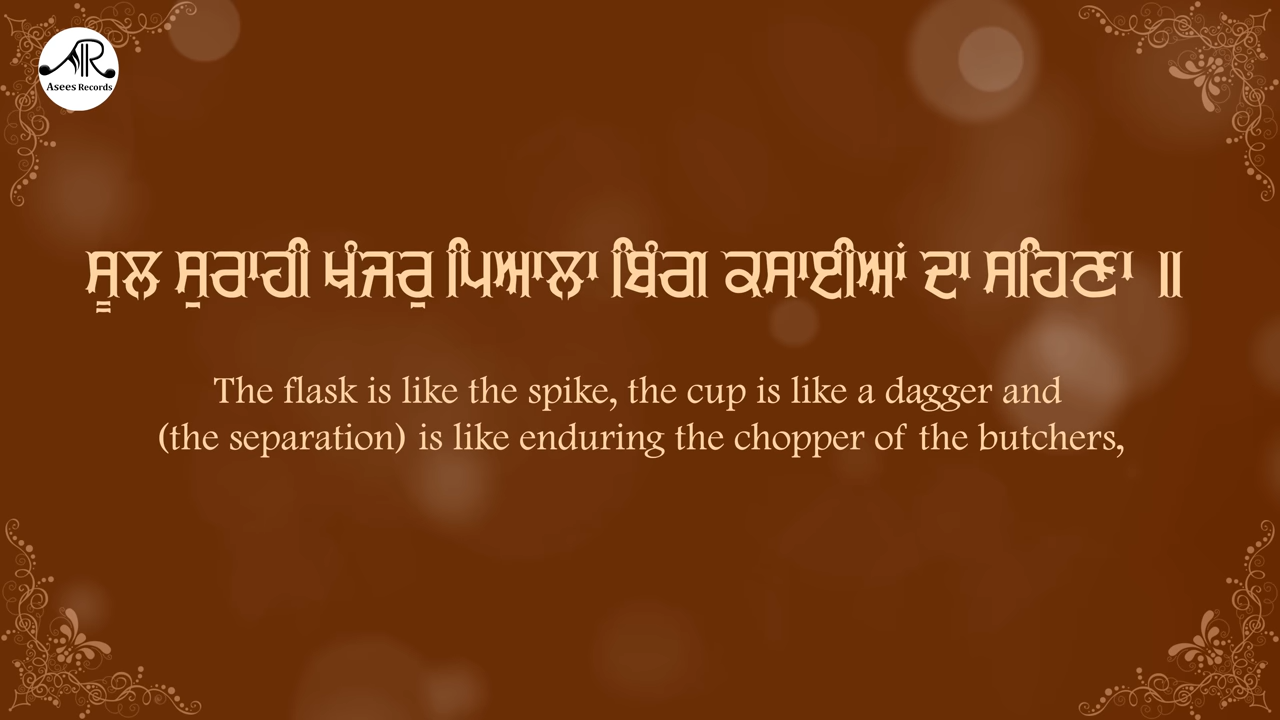 Asees Records
ਸੂਲ ਸੁਰਾਹੀ ਖੰਜਰੁ ਪਿਆਲਾ ਬਿੰਗ ਕਸਾਈਆਂ ਦਾ ਸਹਿਣਾ ॥
The flask is like the spike, the cup is like a dagger and
(the separation) is like enduring the chopper of the butchers,